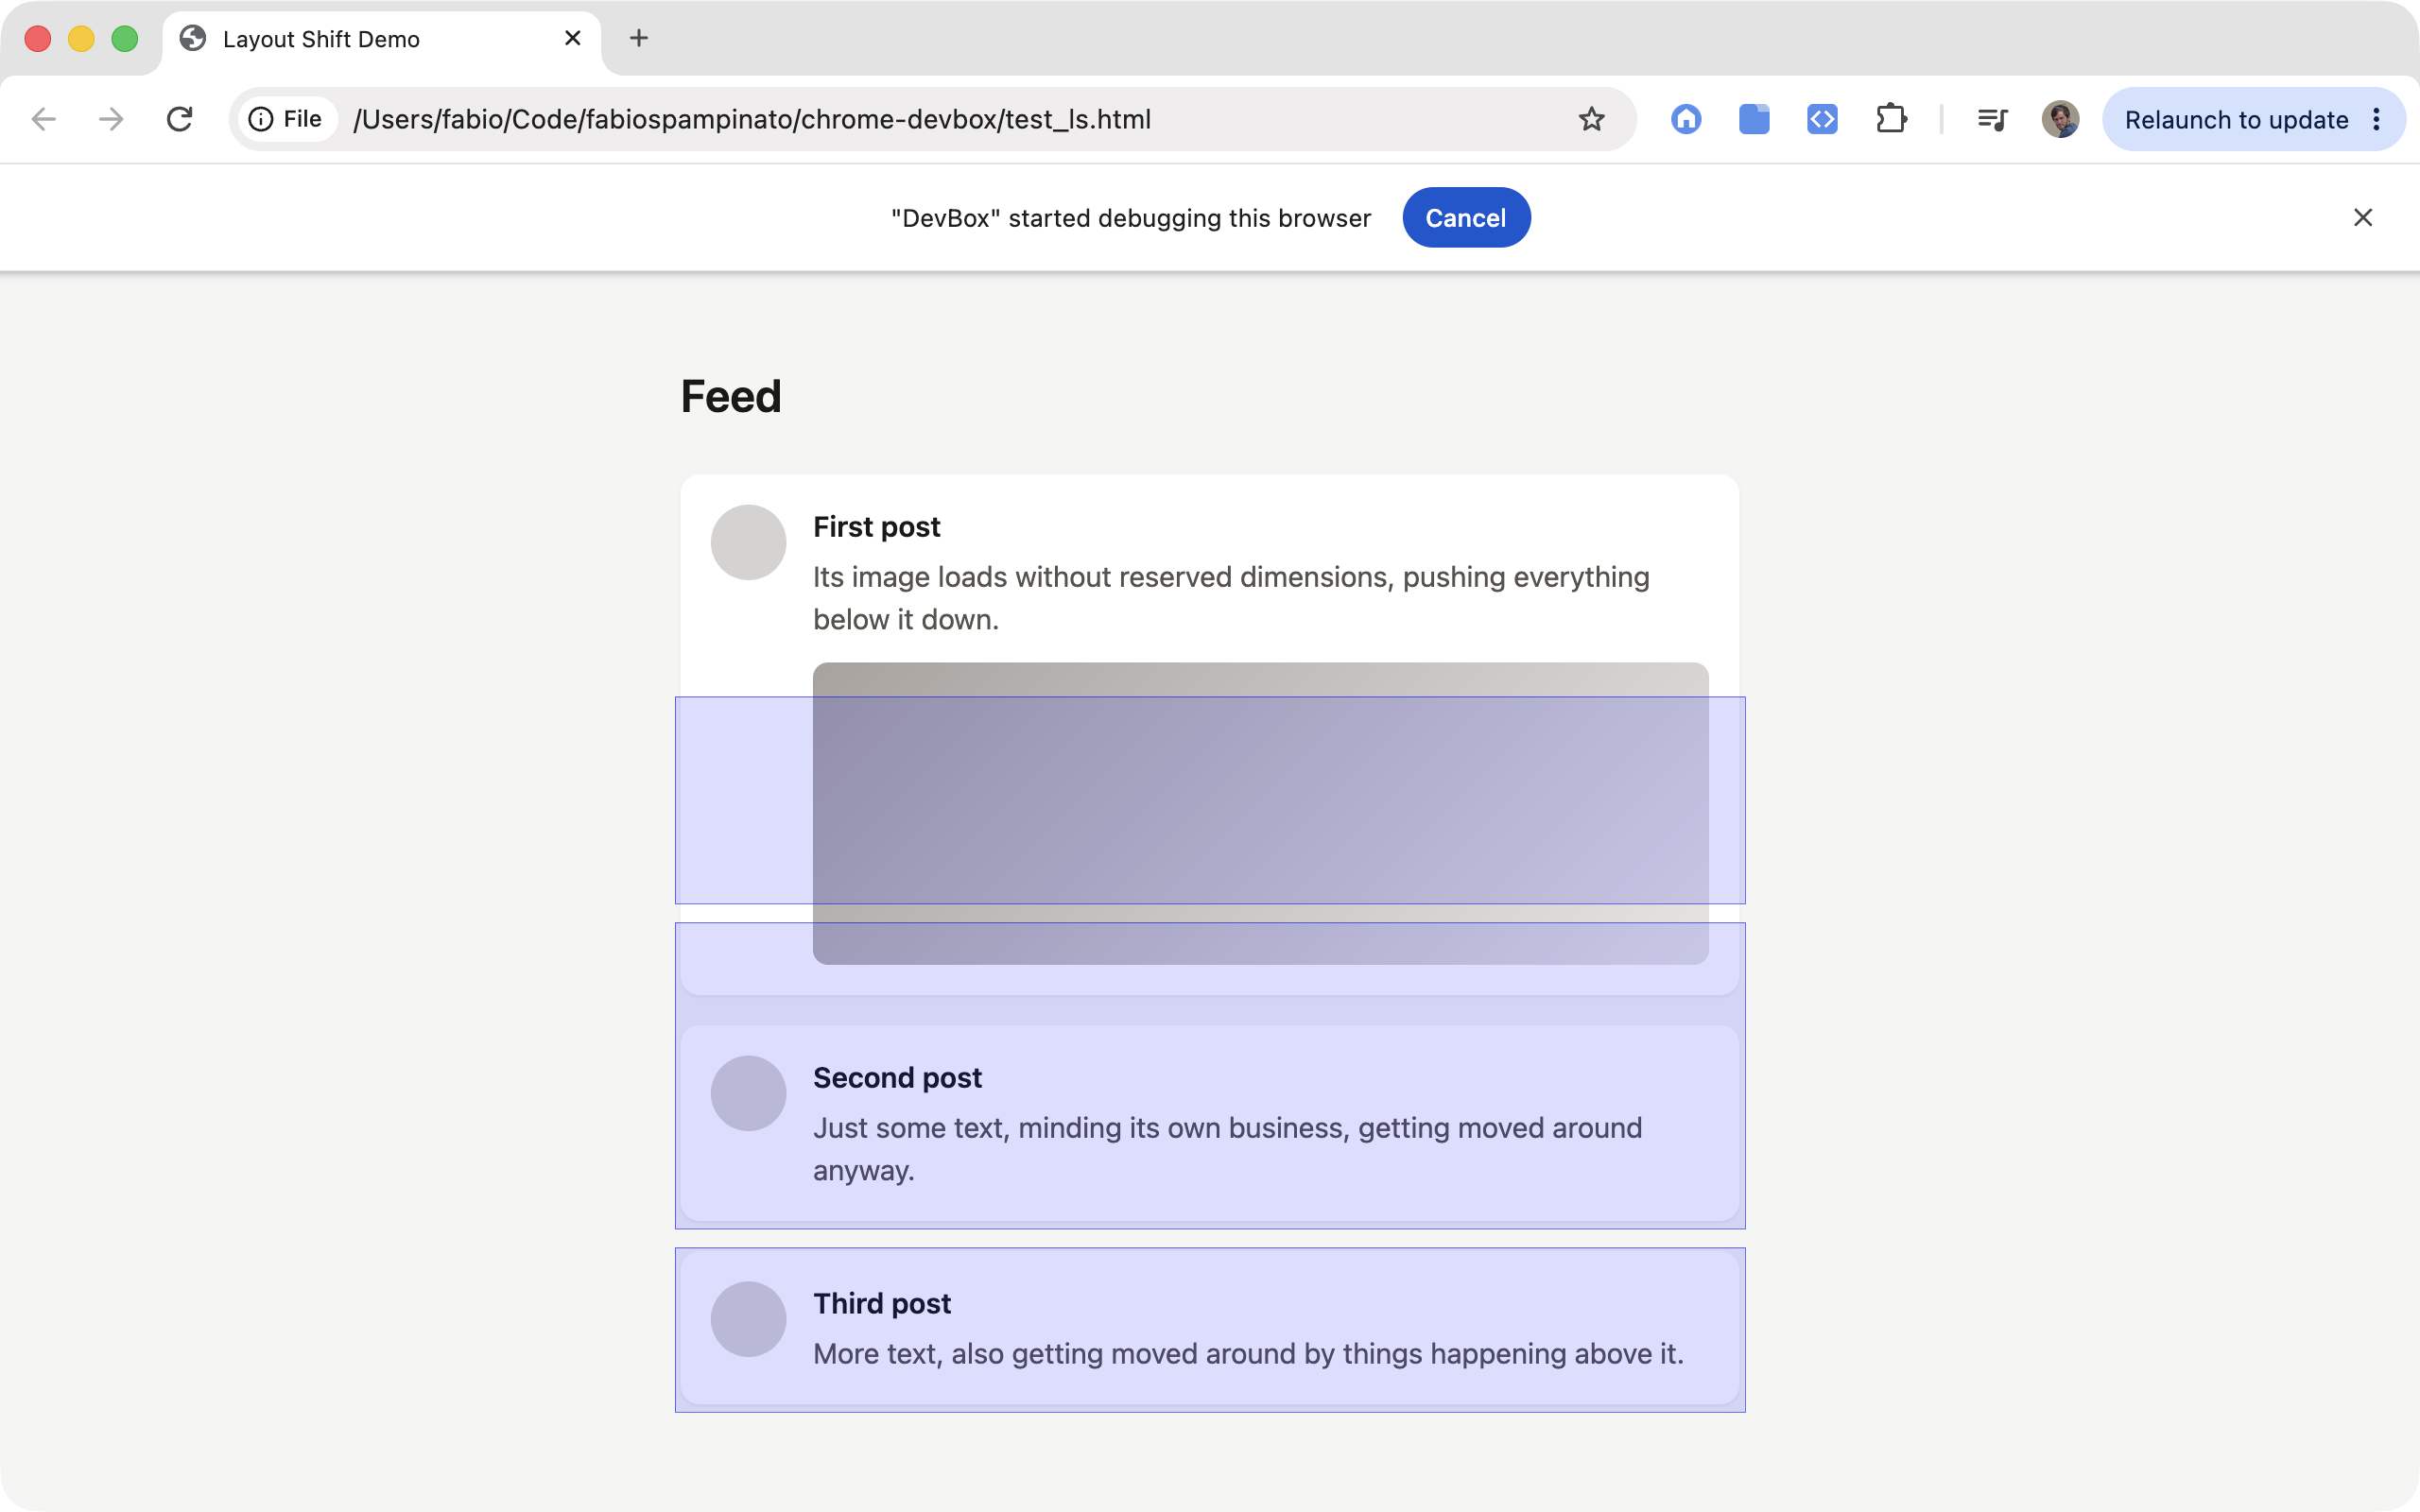 Layout Shift Demo
File
/Users/fabio/Code/fabiospampinato/chrome-devbox/test_ls.html
Relaunch to update
"DevBox" started debugging this browser
Cancel
Feed
First post
Its image loads without reserved dimensions, pushing everything
below it down.
Second post
Just some text, minding its own business, getting moved around
anyway.
Third post
More text, also getting moved around by things happening above it.